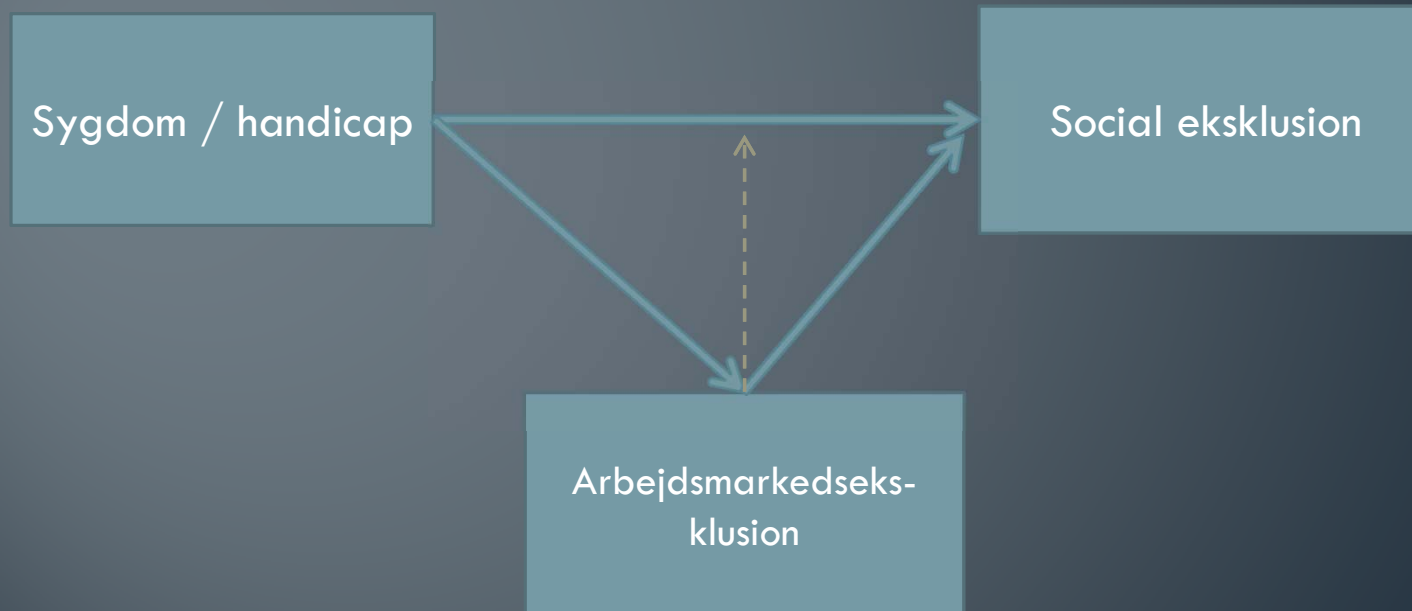 Sygdom / handicap
Social eksklusion
Arbejdsmarkedseks-
klusion